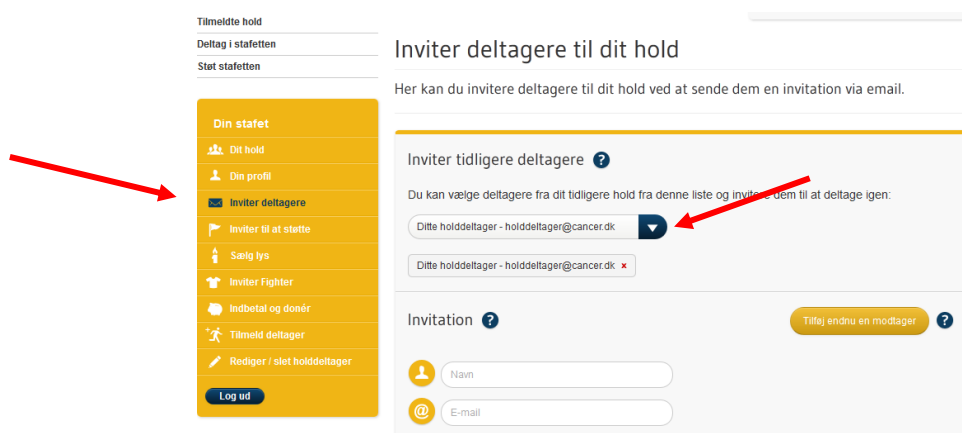 Tilmeldte hold
Deltag i stafetten
Støt stafetten
Din stafet
Dit hold
Din profil
Inviter deltagere
Inviter til at støtte
Sælg lys
Inviter Fighter
Indbetal og donér
Tilmeld deltager
Rediger / slet holddeltager
Log ud
Inviter deltagere til dit hold
Her kan du invitere deltagere til dit hold ved at sende dem en invitation via email.
Inviter tidligere deltagere ?
Du kan vælge deltagere fra dit tidligere hold fra denne liste og invitere dem til at deltage igen:
Ditte holddeltager - holddeltager@cancer.dk
Ditte holddeltager - holddeltager@cancer.dk ×
Invitation ?
Tilføj endnu en modtager ?
Navn
@ E-mail